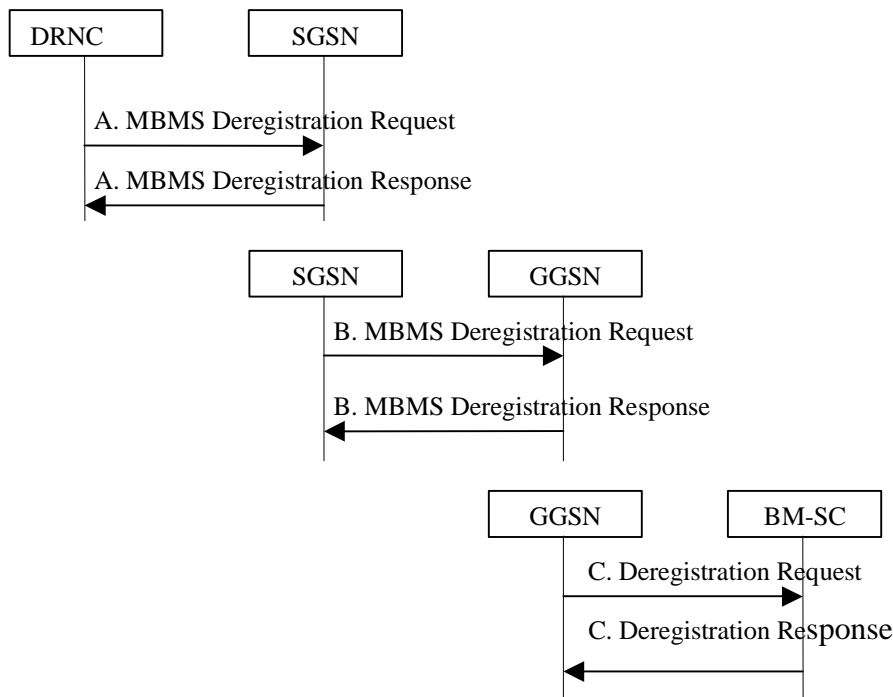 DRNC
SGSN
A. MBMS Deregistration Request
A. MBMS Deregistration Response
SGSN
GGSN
B. MBMS Deregistration Request
B. MBMS Deregistration Response
GGSN
BM-SC
C. Deregistration Request
C. Deregistration Response